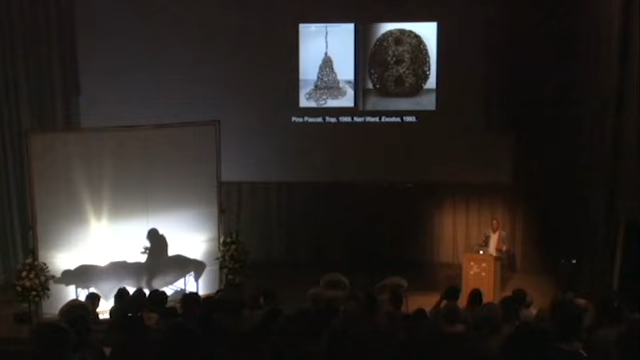 Pino Pascali, Trap, 1968. Nari Ward, Exodus, 1993.